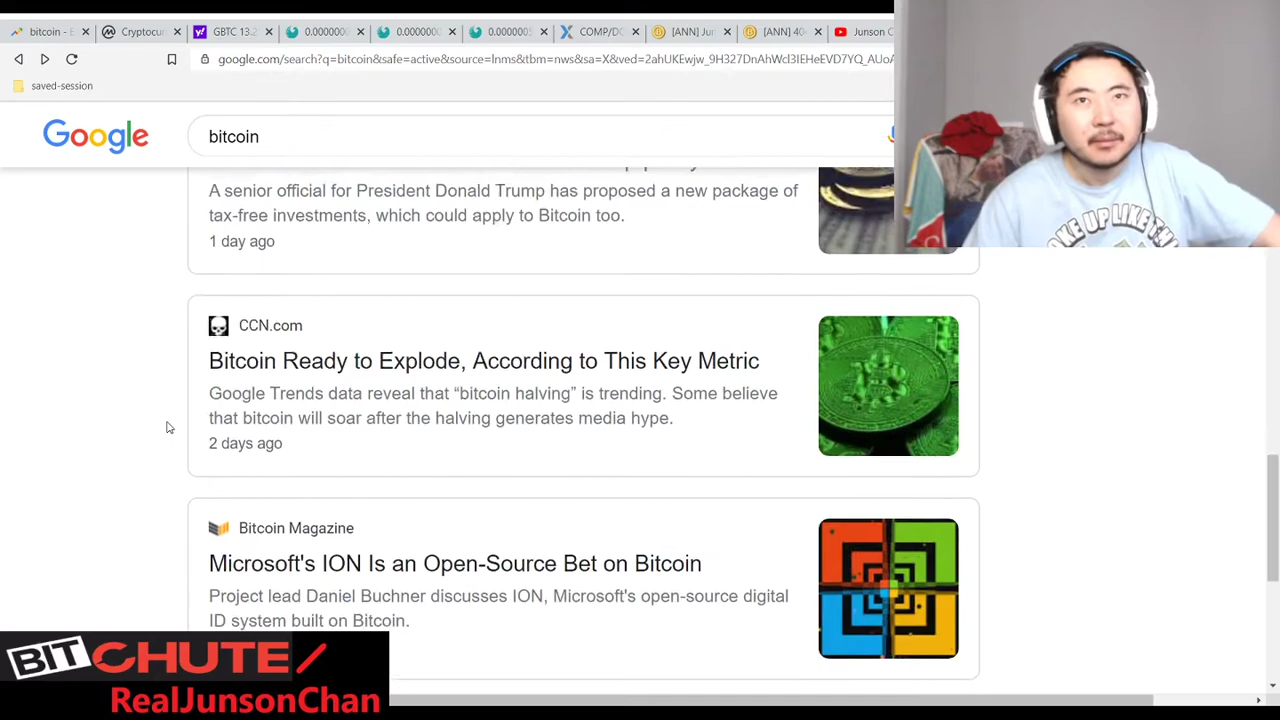 bitcoin - E
Cryptocur
GBTC 13.2
0.0000000
0.0000000
0.0000005
COMP/DC
[ANN] Jun
[ANN] 40
Junson C
google.com/search?q=bitcoin&safe=active&source=lnms&tbm=nws&sa=X&ved=2ahUKEwjw_9H327DnAhWcl3IEHeEVD7YQ_AUoA
saved-session
Google
bitcoin
A senior official for President Donald Trump has proposed a new package of
tax-free investments, which could apply to Bitcoin too.
1 day ago
CCN.com
Bitcoin Ready to Explode, According to This Key Metric
Google Trends data reveal that “bitcoin halving” is trending. Some believe
that bitcoin will soar after the halving generates media hype.
2 days ago
Bitcoin Magazine
Microsoft's ION Is an Open-Source Bet on Bitcoin
Project lead Daniel Buchner discusses ION, Microsoft's open-source digital
ID system built on Bitcoin.
BITCHUTE/
RealJunsonChan
OKE UP LIKE TH